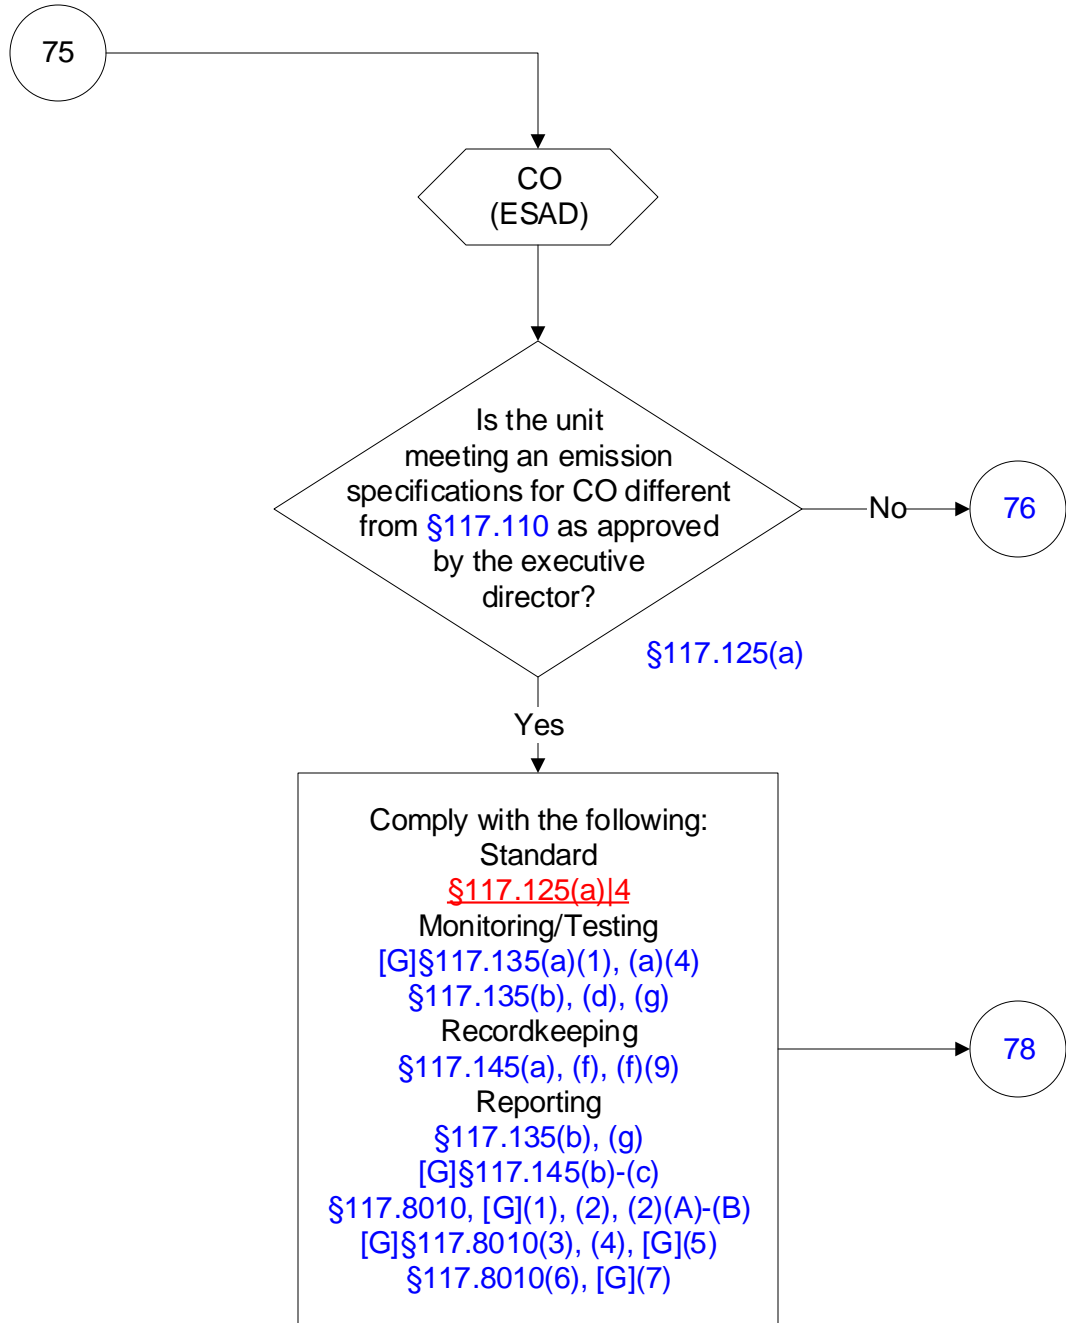 75
CO
(ESAD)
Is the unit
meeting an emission
specifications for CO different
from §117.110 as approved
by the executive
director?
No
76
§117.125(a)
Yes
Comply with the following:
Standard
§117.125(a)|4
Monitoring/Testing
[G]§117.135(a)(1), (a)(4)
§117.135(b), (d), (g)
Recordkeeping
§117.145(a), (f), (f)(9)
Reporting
§117.135(b), (g)
[G]§117.145(b)-(c)
§117.8010, [G](1), (2), (2)(A)-(B)
[G]§117.8010(3), (4), [G](5)
§117.8010(6), [G](7)
78